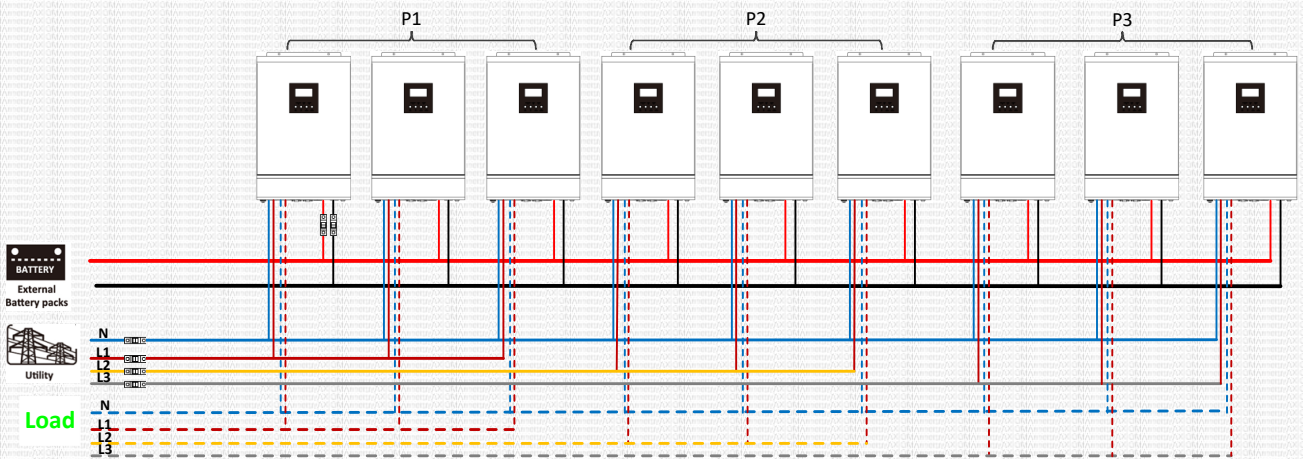 P1
P2
P3
BATTERY
External
Battery packs
Utility
N
L1
L2
L3
Load
N
L1
L2
L3